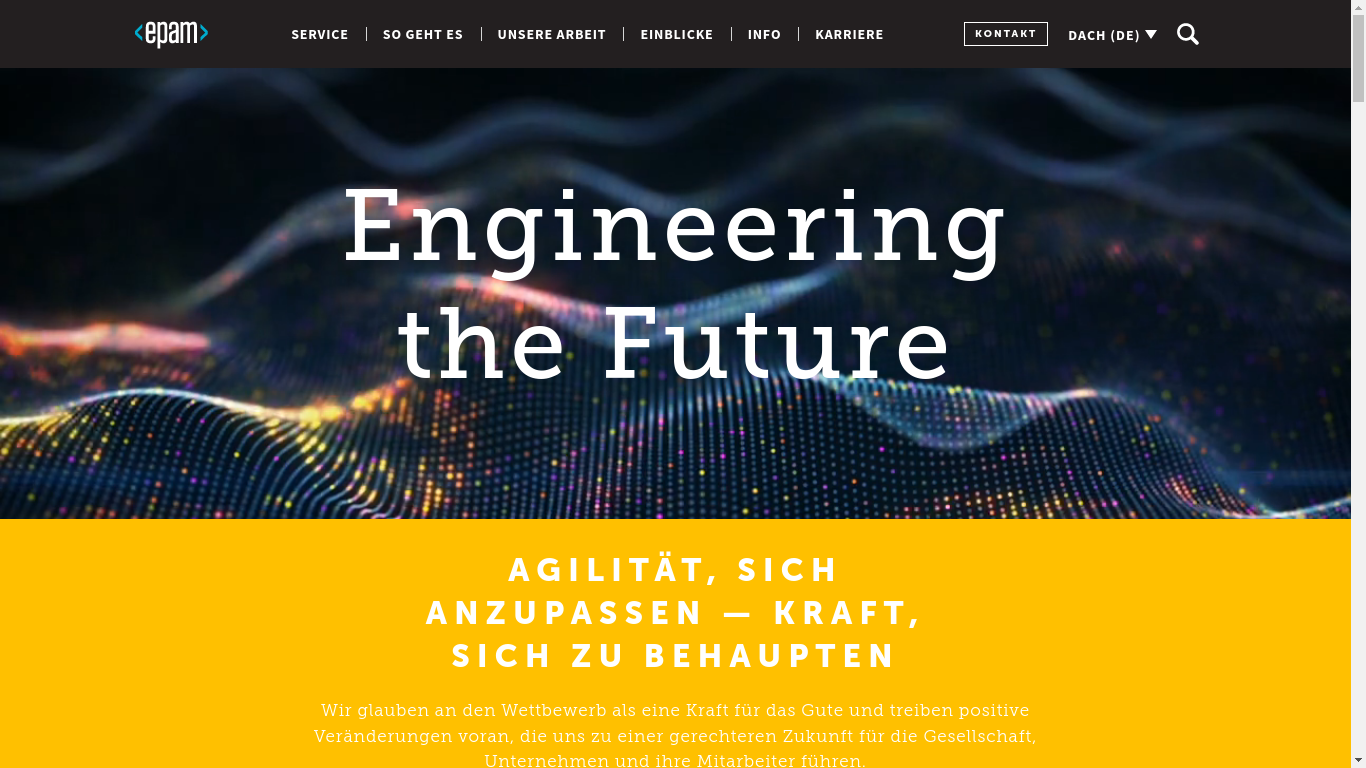 <epam>
SERVICE
SO GEHT ES
UNSERE ARBEIT
EINBLICKE
INFO
KARRIERE
KONTAKT
DACH (DE)
Engineering
the Future
AGILITÄT, SICH
ANZUPASSEN — KRAFT,
SICH ZU BEHAUPTEN
Wir glauben an den Wettbewerb als eine Kraft für das Gute und treiben positive
Veränderungen voran, die uns zu einer gerechteren Zukunft für die Gesellschaft,
Unternehmen und ihre Mitarbeiter führen.